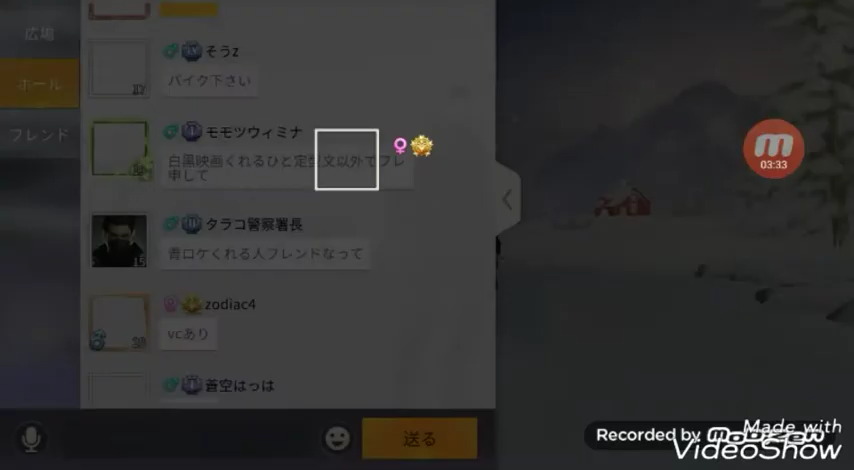 広場
ホール
フレンド
そうz
バイク下さい
モモツウィミナ
白黒映画くれるひと定型文以外でフレ
申して
タラコ警察署長
青ロケくれる人フレンドなって
zodiac4
vcあり
蒼空はっは
送る
03:33
Recorded by Mobizen
Made with
VideoShow